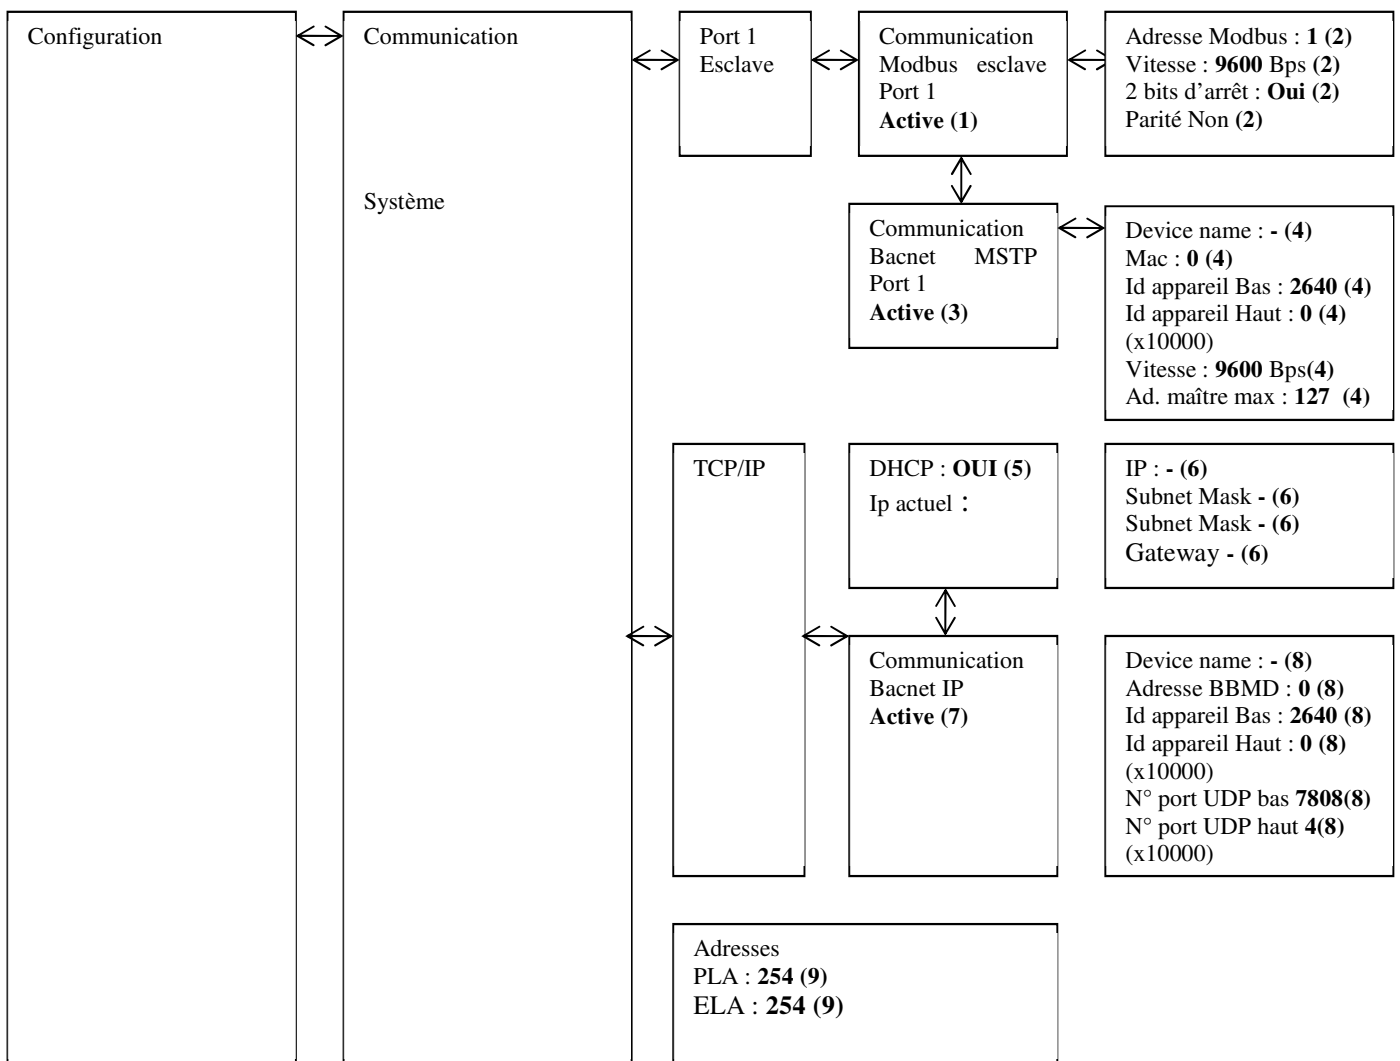 Configuration
Communication
Système
Port 1
Esclave
Communication
Modbus esclave
Port 1
Active (1)
Adresse Modbus : 1 (2)
Vitesse : 9600 Bps (2)
2 bits d'arrêt : Oui (2)
Parité Non (2)
Communication
Bacnet MSTP
Port 1
Active (3)
Device name : - (4)
Mac : 0 (4)
Id appareil Bas : 2640 (4)
Id appareil Haut : 0 (4)
(x10000)
Vitesse : 9600 Bps(4)
Ad. maître max : 127 (4)
TCP/IP
DHCP : OUI (5)
Ip actuel :
IP : - (6)
Subnet Mask - (6)
Subnet Mask - (6)
Gateway - (6)
Communication
Bacnet IP
Active (7)
Device name : - (8)
Adresse BBMD : 0 (8)
Id appareil Bas : 2640 (8)
Id appareil Haut : 0 (8)
(x10000)
N° port UDP bas 7808(8)
N° port UDP haut 4(8)
(x10000)
Adresses
PLA : 254 (9)
ELA : 254 (9)